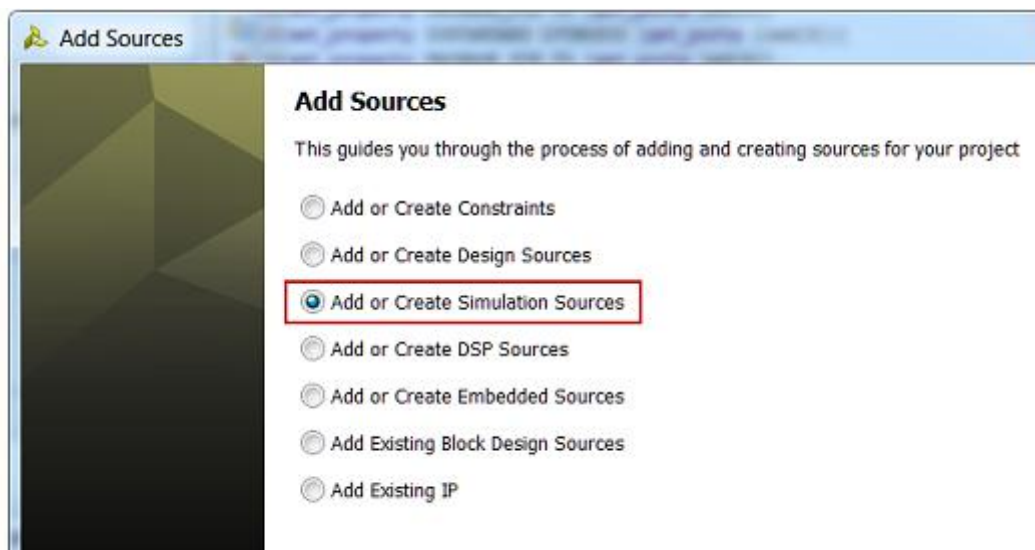 Add Sources
Add Sources
This guides you through the process of adding and creating sources for your project
Add or Create Constraints
Add or Create Design Sources
Add or Create Simulation Sources
Add or Create DSP Sources
Add or Create Embedded Sources
Add Existing Block Design Sources
Add Existing IP